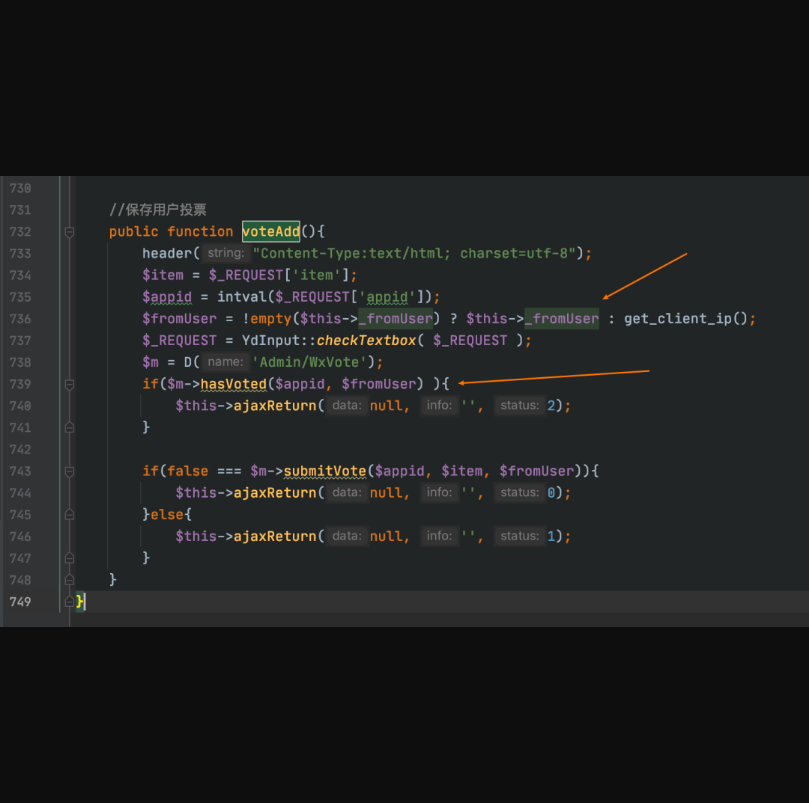 730
731 //保存用户投票
732 public function voteAdd(){
733 header( string: "Content-Type:text/html; charset=utf-8");
734 $item = $_REQUEST['item'];
735 $appid = intval($_REQUEST['appid']);
736 $fromUser = !empty($this->_fromUser) ? $this->_fromUser : get_client_ip();
737 $_REQUEST = YdInput::checkTextbox( $_REQUEST );
738 $m = D( name: 'Admin/WxVote');
739 if($m->hasVoted($appid, $fromUser) ){
740 $this->ajaxReturn( data: null, info: '', status: 2);
741 }
742
743 if(false === $m->submitVote($appid, $item, $fromUser)){
744 $this->ajaxReturn( data: null, info: '', status: 0);
745 }else{
746 $this->ajaxReturn( data: null, info: '', status: 1);
747 }
748 }
749 }